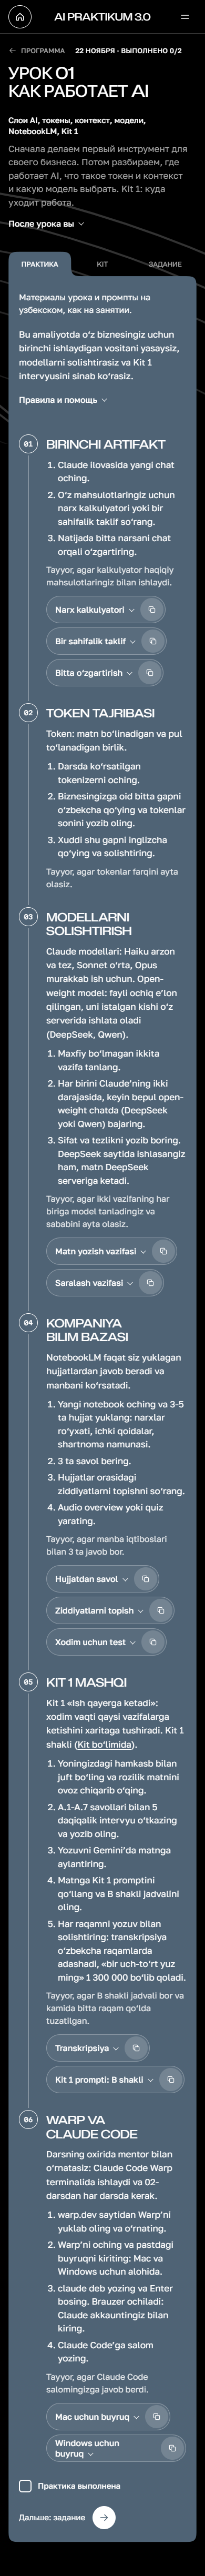 AI PRAKTIKUM 3.0
← ПРОГРАММА 22 НОЯБРЯ · ВЫПОЛНЕНО 0/2
УРОК 01
КАК РАБОТАЕТ AI
Слои AI, токены, контекст, модели,
NotebookLM, Kit 1
Сначала делаем первый инструмент для
своего бизнеса. Потом разбираем, где
работает AI, что такое токен и контекст
и какую модель выбрать. Kit 1: куда
уходит работа.
После урока вы
ПРАКТИКА KIT ЗАДАНИЕ
Материалы урока и промпты на
узбекском, как на занятии.
Bu amaliyotda o‘z biznesingiz uchun
birinchi ishlaydigan vositani yasaysiz,
modellarni solishtirasiz va Kit 1
intervyusini sinab ko‘rasiz.
Правила и помощь
01 BIRINCHI ARTIFAKT
1. Claude ilovasida yangi chat
oching.
2. O‘z mahsulotlaringiz uchun
narx kalkulyatori yoki bir
sahifalik taklif so‘rang.
3. Natijada bitta narsani chat
orqali o‘zgartiring.
Tayyor, agar kalkulyator haqiqiy
mahsulotlaringiz bilan ishlaydi.
Narx kalkulyatori
Bir sahifalik taklif
Bitta o‘zgartirish
02 TOKEN TAJRIBASI
Token: matn bo‘linadigan va pul
to‘lanadigan birlik.
1. Darsda ko‘rsatilgan
tokenizerni oching.
2. Biznesingizga oid bitta gapni
o‘zbekcha qo‘ying va tokenlar
sonini yozib oling.
3. Xuddi shu gapni inglizcha
qo‘ying va solishtiring.
Tayyor, agar tokenlar farqini ayta
olasiz.
03 MODELLARNI
SOLISHTIRISH
Claude modellari: Haiku arzon
va tez, Sonnet o‘rta, Opus
murakkab ish uchun. Open-
weight model: fayli ochiq e’lon
qilingan, uni istalgan kishi o‘z
serverida ishlata oladi
(DeepSeek, Qwen).
1. Maxfiy bo‘lmagan ikkita
vazifa tanlang.
2. Har birini Claude’ning ikki
darajasida, keyin bepul open-
weight chatda (DeepSeek
yoki Qwen) bajaring.
3. Sifat va tezlikni yozib boring.
DeepSeek saytida ishlasangiz
ham, matn DeepSeek
serveriga ketadi.
Tayyor, agar ikki vazifaning har
biriga model tanladingiz va
sababini ayta olasiz.
Matn yozish vazifasi
Saralash vazifasi
04 KOMPANIYA
BILIM BAZASI
NotebookLM faqat siz yuklagan
hujjatlardan javob beradi va
manbani ko‘rsatadi.
1. Yangi notebook oching va 3-5
ta hujjat yuklang: narxlar
ro‘yxati, ichki qoidalar,
shartnoma namunasi.
2. 3 ta savol bering.
3. Hujjatlar orasidagi
ziddiyatlarni topishni so‘rang.
4. Audio overview yoki quiz
yarating.
Tayyor, agar manba iqtiboslari
bilan 3 ta javob bor.
Hujjatdan savol
Ziddiyatlarni topish
Xodim uchun test
05 KIT 1 MASHQI
Kit 1 «Ish qayerga ketadi»:
xodim vaqti qaysi vazifalarga
ketishini xaritaga tushiradi. Kit 1
shakli (Kit bo‘limida).
1. Yoningizdagi hamkasb bilan
juft bo‘ling va rozilik matnini
ovoz chiqarib o‘qing.
2. A.1-A.7 savollari bilan 5
daqiqalik intervyu o‘tkazing
va yozib oling.
3. Yozuvni Gemini’da matnga
aylantiring.
4. Matnga Kit 1 promptini
qo‘llang va B shakli jadvalini
oling.
5. Har raqamni yozuv bilan
solishtiring: transkripsiya
o‘zbekcha raqamlarda
adashadi, «bir uch-to‘rt yuz
ming» 1 300 000 bo‘lib qoladi.
Tayyor, agar B shakli jadvali bor va
kamida bitta raqam qo‘lda
tuzatilgan.
Transkripsiya
Kit 1 prompti: B shakli
06 WARP VA
CLAUDE CODE
Darsning oxirida mentor bilan
o‘rnatasiz: Claude Code Warp
terminalida ishlaydi va 02-
darsdan har darsda kerak.
1. warp.dev saytidan Warp’ni
yuklab oling va o‘rnating.
2. Warp’ni oching va pastdagi
buyruqni kiriting: Mac va
Windows uchun alohida.
3. claude deb yozing va Enter
bosing. Brauzer ochiladi:
Claude akkauntingiz bilan
kiring.
4. Claude Code’ga salom
yozing.
Tayyor, agar Claude Code
salomingizga javob berdi.
Mac uchun buyruq
Windows uchun
buyruq
Практика выполнена
Дальше: задание →